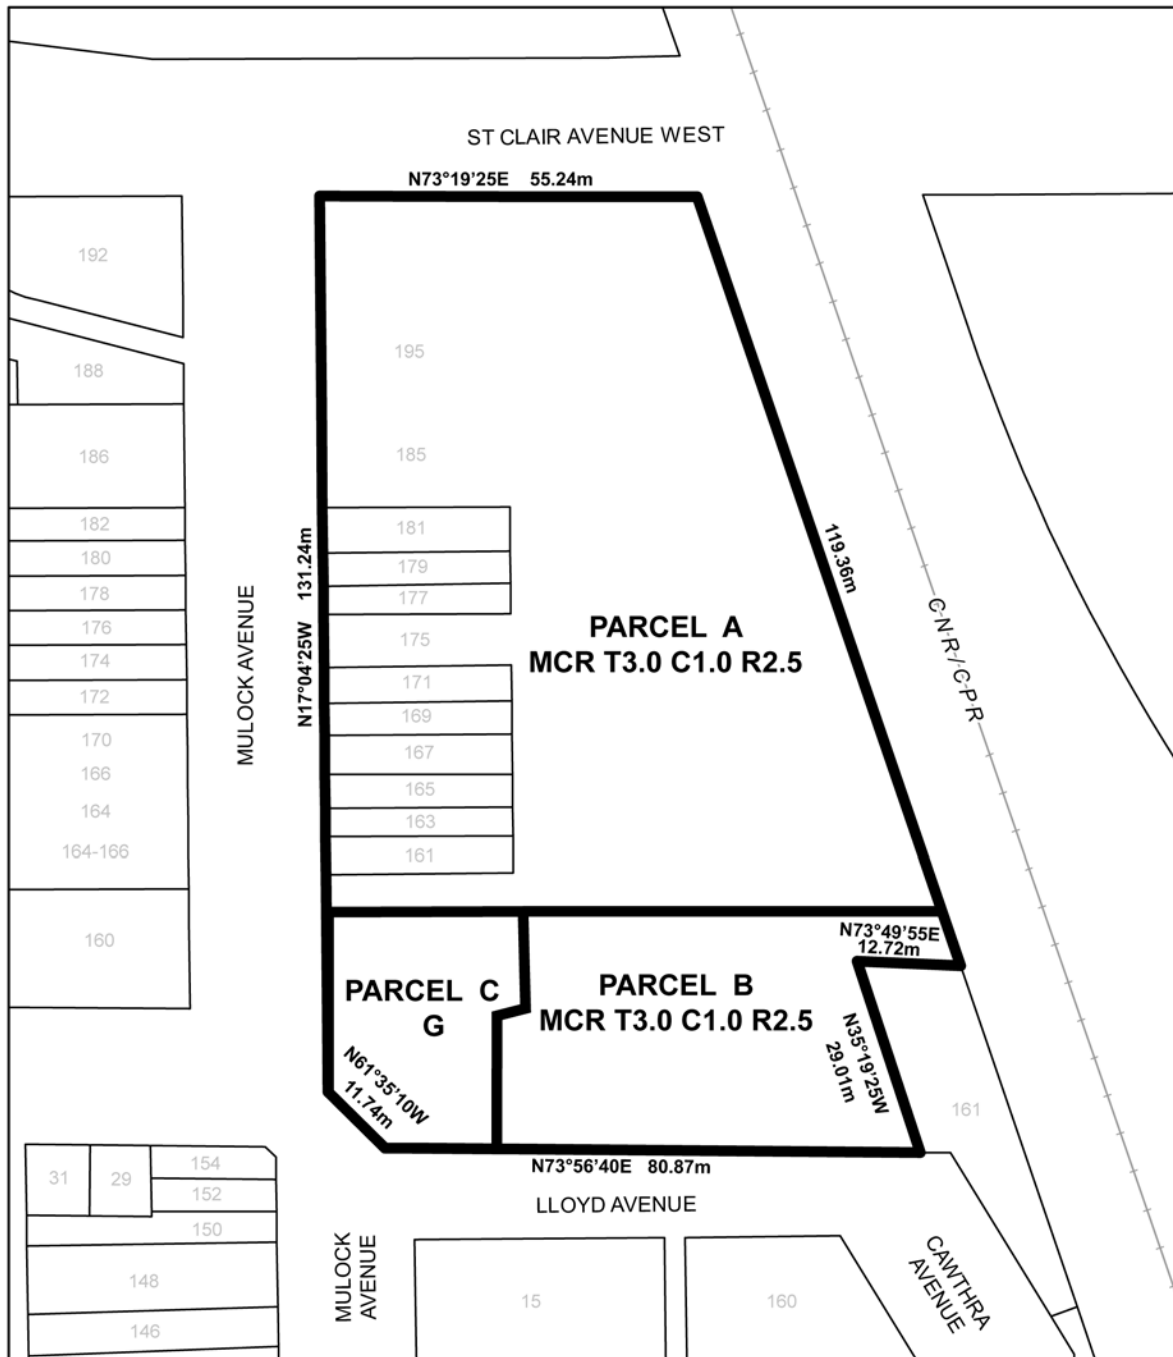 ST CLAIR AVENUE WEST
N73°19'25E 55.24m
192
188
186
182
180
178
176
174
172
170
166
164
164-166
160
MULOCK AVENUE
N17°04'25W 131.24m
195
185
181
179
177
175
171
169
167
165
163
161
PARCEL A
MCR T3.0 C1.0 R2.5
119.36m
C-N-R-/-C-P-R
N73°49'55E
12.72m
PARCEL C
G
N61°35'10W
11.74m
PARCEL B
MCR T3.0 C1.0 R2.5
N35°19'25W
29.01m
161
N73°56'40E 80.87m
LLOYD AVENUE
31
29
154
152
150
148
146
MULOCK
AVENUE
15
160
CAWTHRA
AVENUE